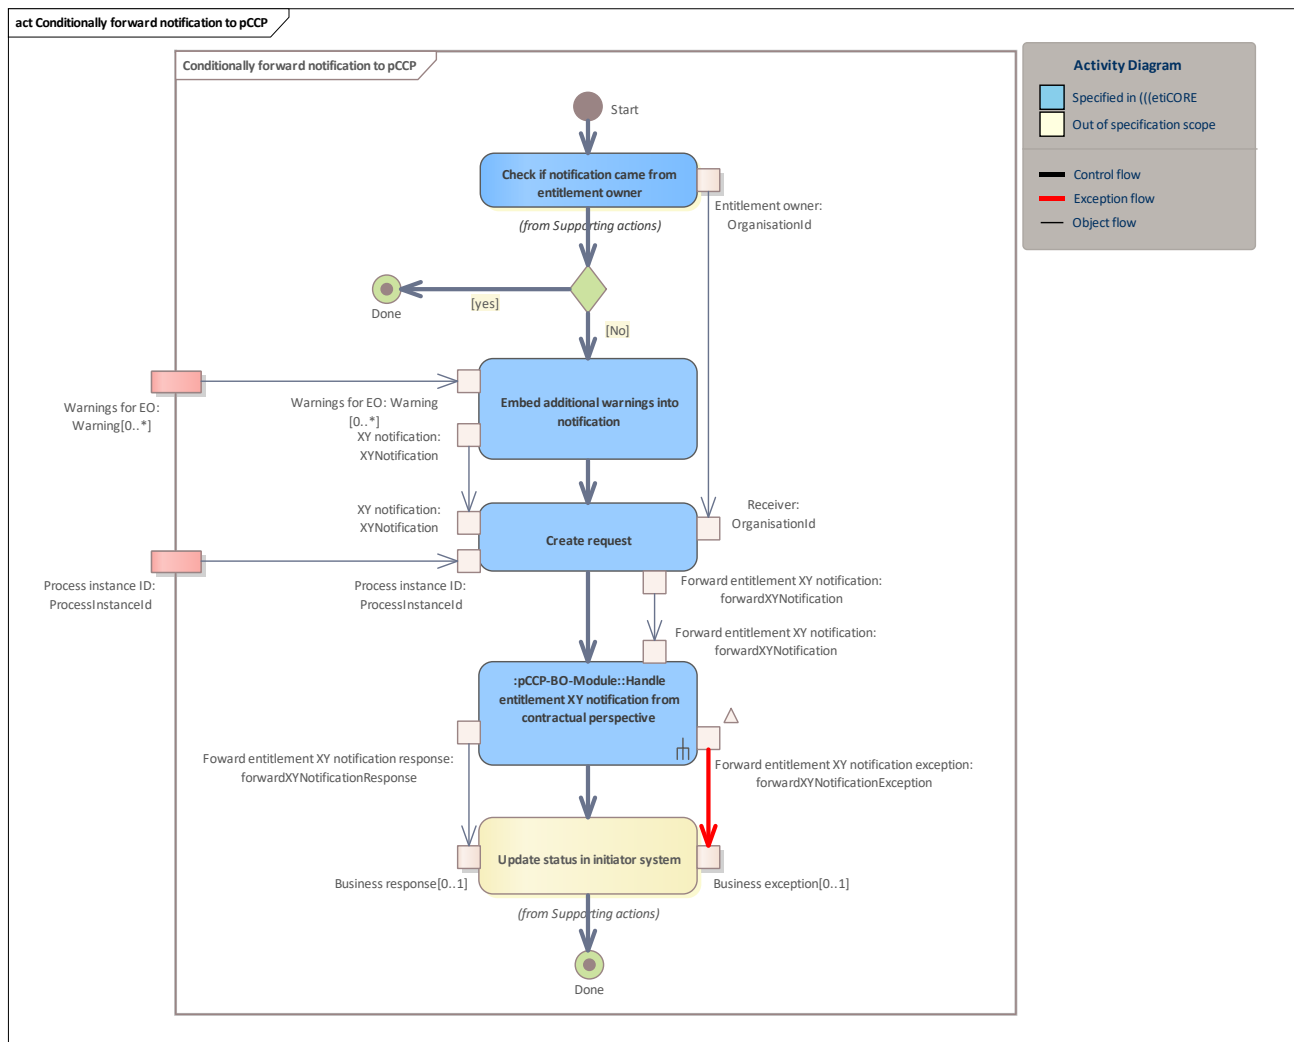 act Conditionally forward notification to pCCP
Conditionally forward notification to pCCP
Activity Diagram
Specified in (((etiCORE
Out of specification scope
Control flow
Exception flow
Object flow
Start
Check if notification came from
entitlement owner
(from Supporting actions)
Entitlement owner:
OrganisationId
[yes]
Done
[No]
Warnings for EO:
Warning[0..*]
Warnings for EO: Warning
[0..*]
Embed additional warnings into
notification
XY notification:
XYNotification
XY notification:
XYNotification
Receiver:
OrganisationId
Create request
Process instance ID:
ProcessInstanceId
Process instance ID:
ProcessInstanceId
Forward entitlement XY notification:
forwardXYNotification
Forward entitlement XY notification:
forwardXYNotification
:pCCP-BO-Module::Handle
entitlement XY notification from
contractual perspective
Foward entitlement XY notification response:
forwardXYNotificationResponse
Forward entitlement XY notification exception:
forwardXYNotificationException
Update status in initiator system
Business response[0..1]
Business exception[0..1]
(from Supporting actions)
Done